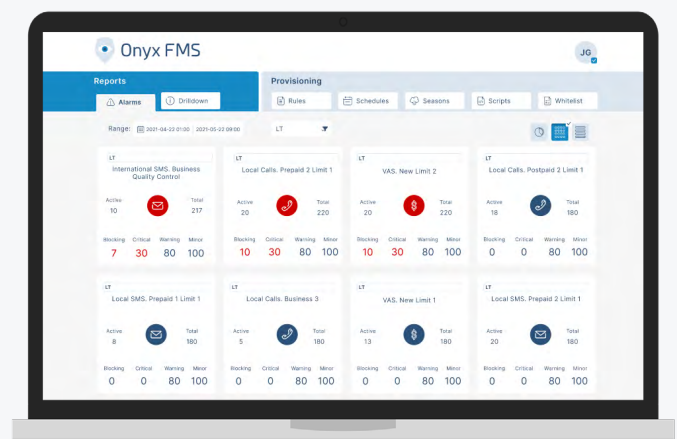 Onyx FMS
JG
Reports
Provisioning
Alarms
Drilldown
Rules
Schedules
Seasons
Scripts
Whitelist
Range: 2021-04-22 01:00 2021-05-22 09:00
LT
LT
International SMS. Business
Quality Control
Active Total
10 217
Blocking Critical Warning Minor
7 30 80 100
LT
Local Calls. Prepaid 2 Limit 1
Active Total
20 220
Blocking Critical Warning Minor
10 30 80 100
LT
VAS. New Limit 2
Active Total
20 220
Blocking Critical Warning Minor
10 30 80 100
LT
Local Calls. Postpaid 2 Limit 1
Active Total
18 180
Blocking Critical Warning Minor
0 0 80 100
LT
Local SMS. Prepaid 1 Limit 1
Active Total
8 180
Blocking Critical Warning Minor
0 0 80 100
LT
Local Calls. Business 3
Active Total
5 180
Blocking Critical Warning Minor
0 0 80 100
LT
VAS. New Limit 1
Active Total
13 180
Blocking Critical Warning Minor
0 0 80 100
LT
Local SMS. Prepaid 2 Limit 1
Active Total
20 180
Blocking Critical Warning Minor
0 0 80 100